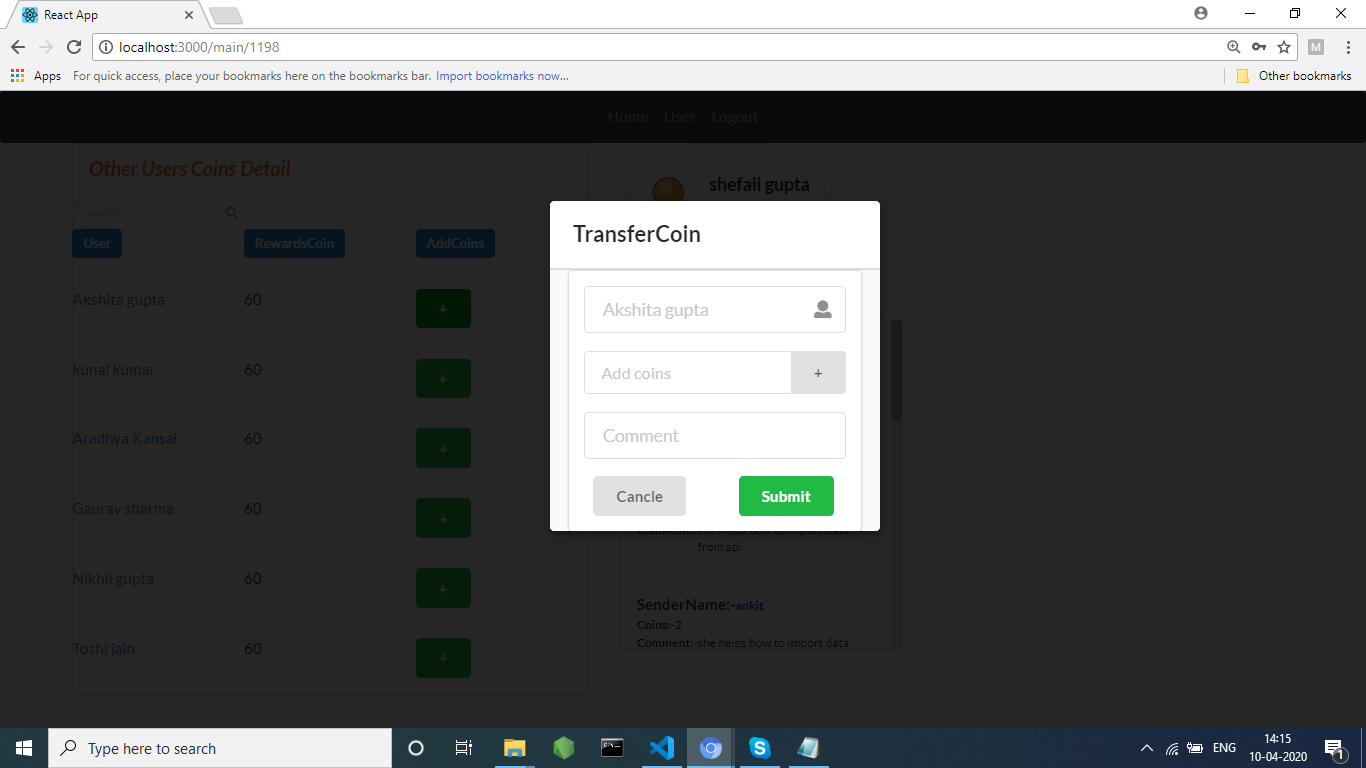 React App
localhost:3000/main/1198
M
Apps For quick access, place your bookmarks here on the bookmarks bar. Import bookmarks now... Other bookmarks
Home User Logout
Other Users Coins Detail
search
User RewardsCoin AddCoins
Akshita gupta 60 +
kunal kumar 60 +
Aradhya Kansal 60 +
Gaurav sharma 60 +
Nikhil gupta 60 +
Toshi jain 60 +
shefali gupta
TransferCoin
Akshita gupta
Add coins +
Comment
Cancle Submit
Comment:-she helps how to import data
from api
SenderName:-ankit
Coins:-2
Comment:-she helps how to import data
Type here to search
ENG
14:15
10-04-2020
1